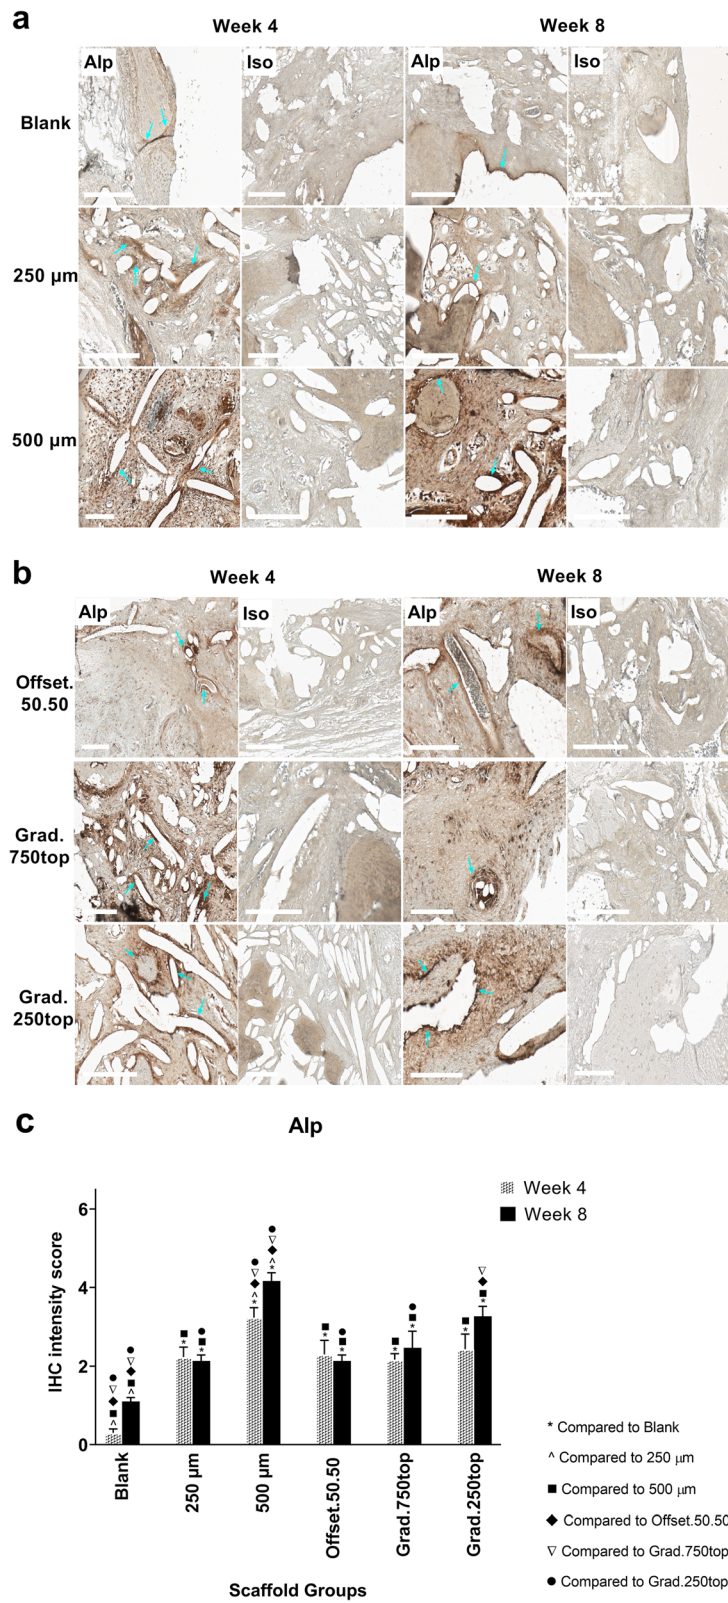 a
Week 4
Week 8
Alp
Iso
Alp
Iso
Blank
250 µm
500 µm
b
Week 4
Week 8
Alp
Iso
Alp
Iso
Offset.
50.50
Grad.
750top
Grad.
250top
c
Alp
Week 4
Week 8
IHC intensity score
6
4
2
0
Blank
250 µm
500 µm
Offset.50.50
Grad.750top
Grad.250top
Scaffold Groups
* Compared to Blank
^ Compared to 250 µm
■ Compared to 500 µm
◆ Compared to Offset.50.50
▽ Compared to Grad.750top
● Compared to Grad.250top